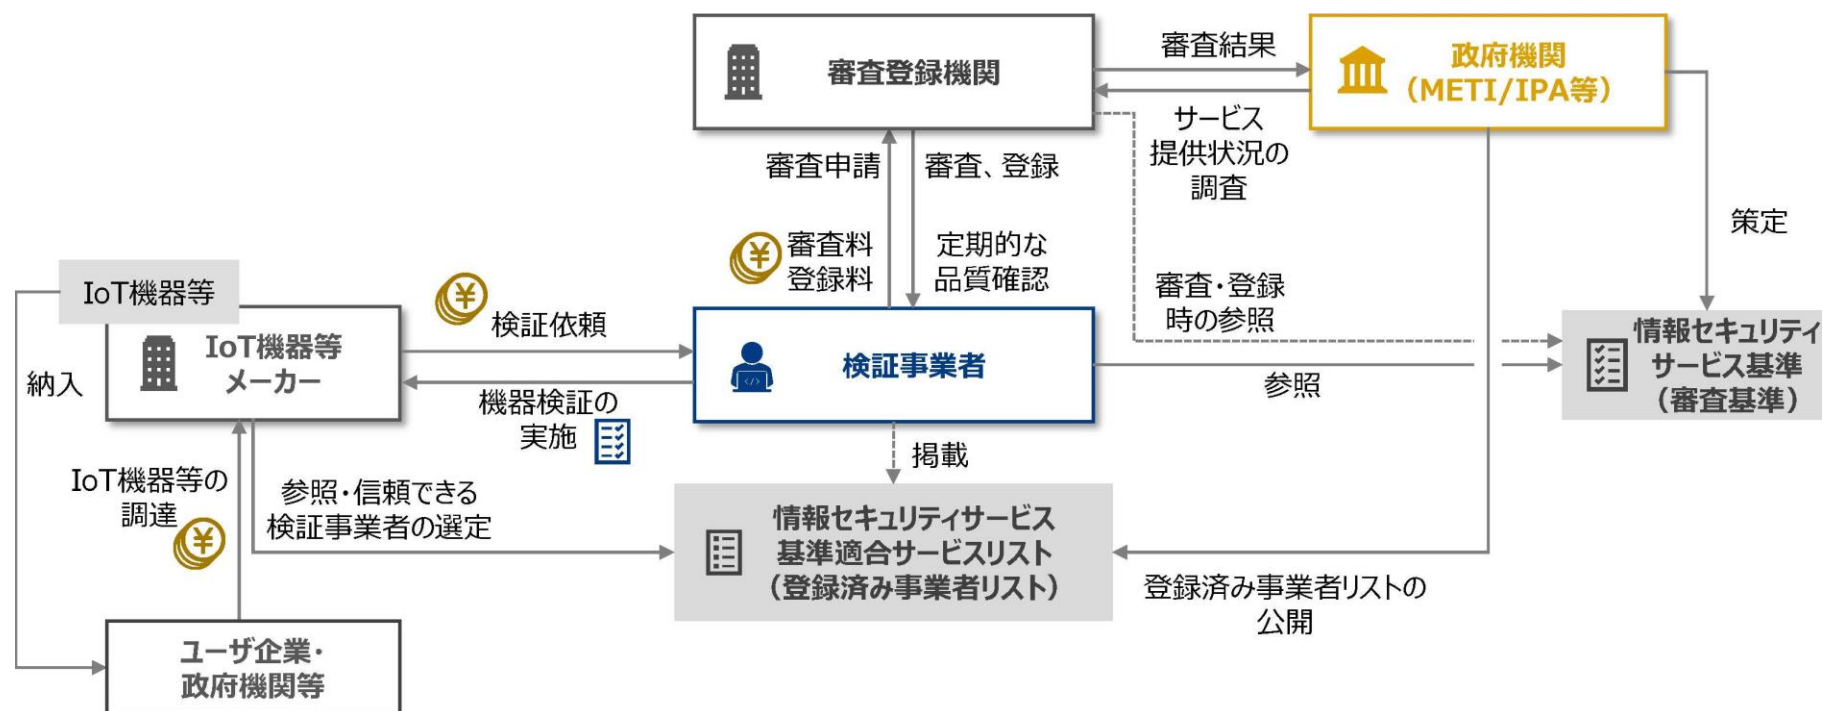 審査登録機関
審査結果
政府機関
（METI/IPA等）
サービス
提供状況の
調査
審査申請
審査、登録
策定
審査料
登録料
定期的な
品質確認
IoT機器等
検証依頼
審査・登録
時の参照
IoT機器等
メーカー
検証事業者
情報セキュリティ
サービス基準
（審査基準）
納入
参照
機器検証の
実施
掲載
IoT機器等の
調達
参照・信頼できる
検証事業者の選定
情報セキュリティサービス
基準適合サービスリスト
（登録済み事業者リスト）
登録済み事業者リストの
公開
ユーザ企業・
政府機関等